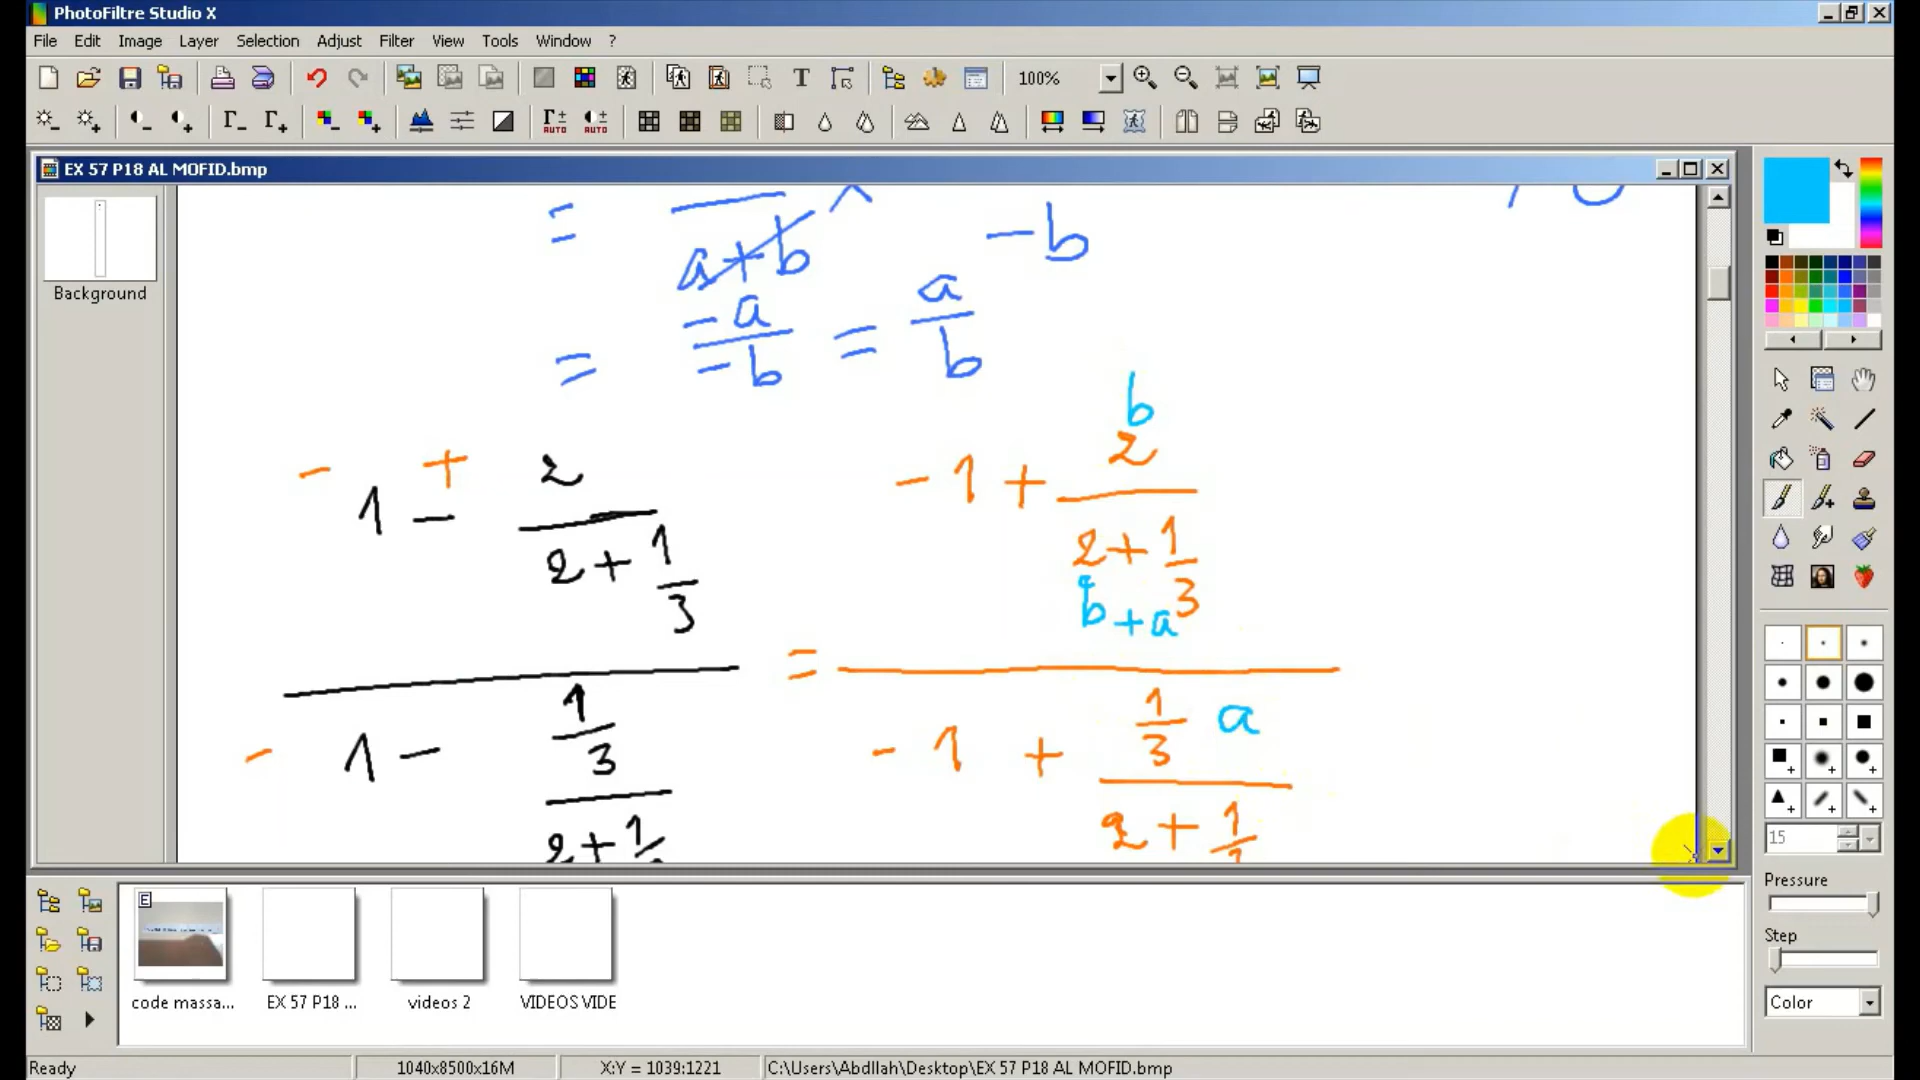 PhotoFiltre Studio X
File Edit Image Layer Selection Adjust Filter View Tools Window ?
100%
AUTO AUTO
EX 57 P18 AL MOFID.bmp
Background
=
a+b
-b
= -a/-b = a/b
b
- 1 + - 2/(2 + 1/3)
-1 + 2/(2 + 1/3)
b + a
=
- 1 - (1/3)/(2 + 1/
-1 + (1/3)/(2 + 1/
a
15
Pressure
Step
Color
E
code massa... EX 57 P18 ... videos 2 VIDEOS VIDE
Ready 1040x8500x16M X:Y = 1039:1221 C:\Users\Abdllah\Desktop\EX 57 P18 AL MOFID.bmp